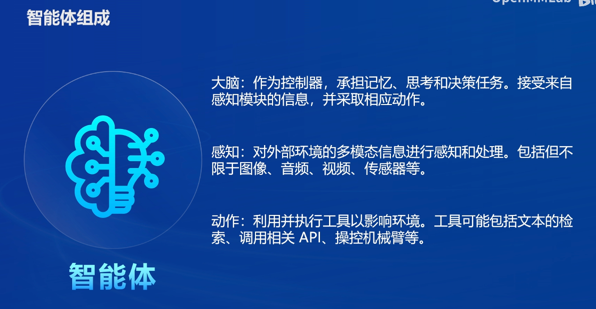 OpenMMLab
智能体组成
大脑：作为控制器，承担记忆、思考和决策任务。接受来自
感知模块的信息，并采取相应动作。
感知：对外部环境的多模态信息进行感知和处理。包括但不
限于图像、音频、视频、传感器等。
动作：利用并执行工具以影响环境。工具可能包括文本的检
索、调用相关 API、操控机械臂等。
智能体